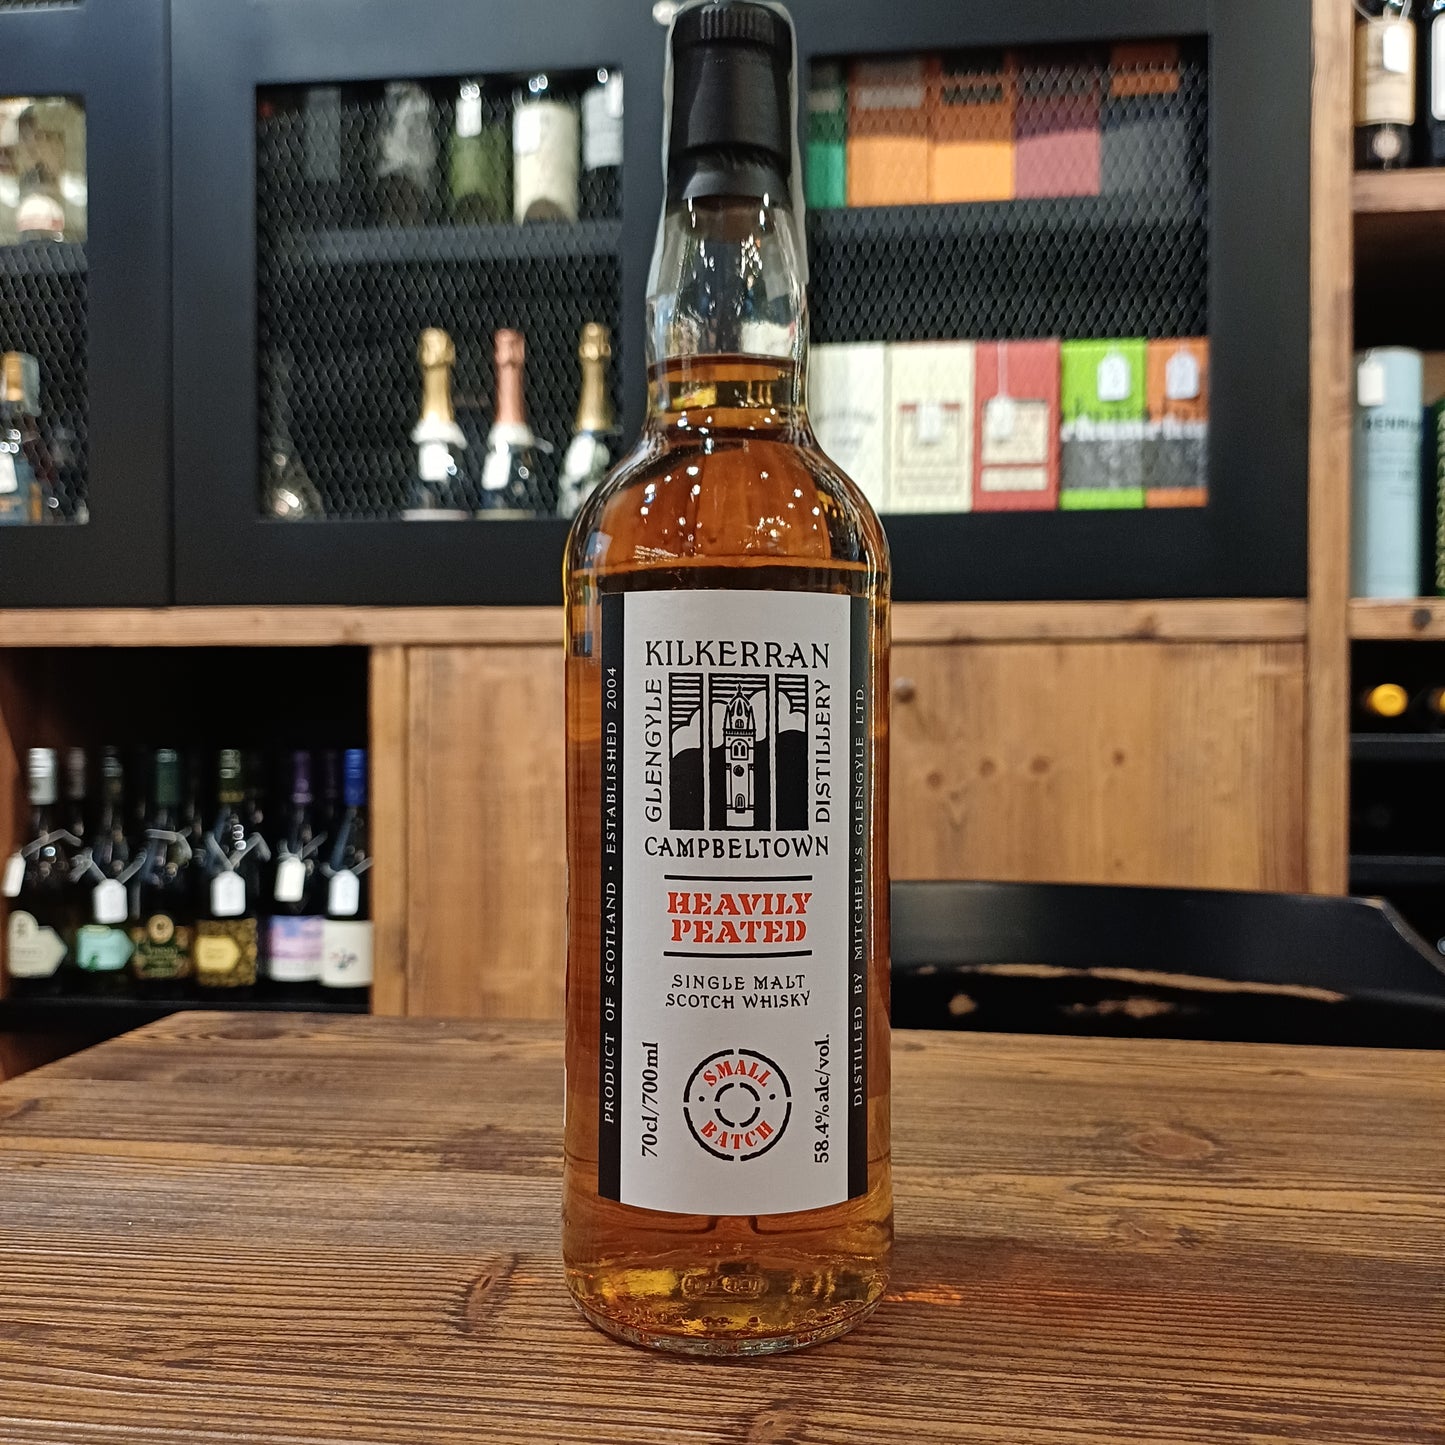 KILKERRAN
GLENGYLE
DISTILLERY
CAMPBELTOWN
HEAVILY
PEATED
SINGLE MALT
SCOTCH WHISKY
SMALL
BATCH
70cl/700ml
58.4%alc/vol.
PRODUCT OF SCOTLAND • ESTABLISHED 2004
DISTILLED BY MITCHELL'S GLENGYLE LTD.